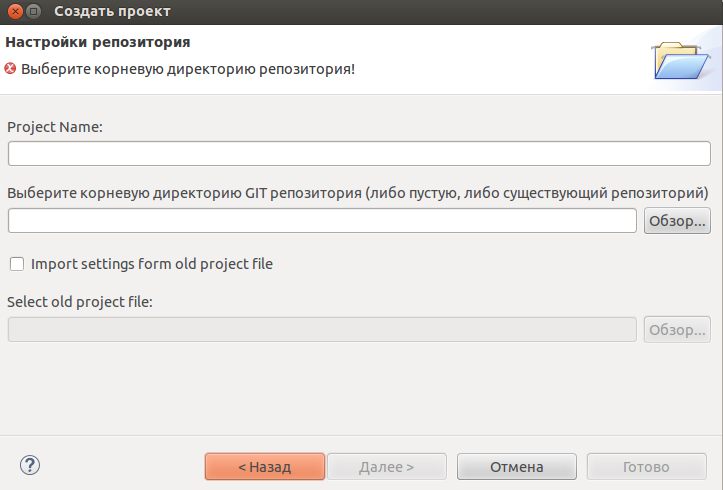 Создать проект
Настройки репозитория
Выберите корневую директорию репозитория!
Project Name:
Выберите корневую директорию GIT репозитория (либо пустую, либо существующий репозиторий)
Обзор...
Import settings form old project file
Select old project file:
Обзор...
< Назад Далее > Отмена Готово